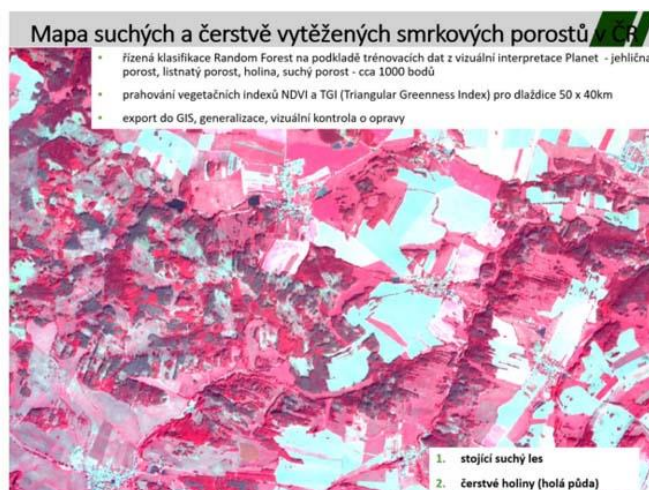 Mapa suchých a čerstvě vytěžených smrkových porostů v ČR
• řízená klasifikace Random Forest na podkladě trénovacích dat z vizuální interpretace Planet - jehličnatý
porost, listnatý porost, holina, suchý porost - cca 1000 bodů
• prahování vegetačních indexů NDVI a TGI (Triangular Greenness Index) pro dlaždice 50 x 40km
• export do GIS, generalizace, vizuální kontrola o opravy
1. stojící suchý les
2. čerstvé holiny (holá půda)